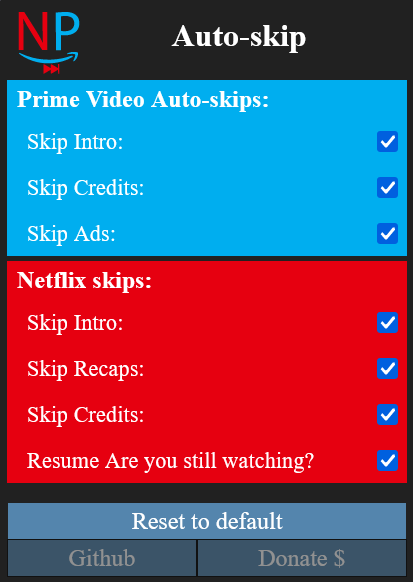 NP
Auto-skip
Prime Video Auto-skips:
Skip Intro:
Skip Credits:
Skip Ads:
Netflix skips:
Skip Intro:
Skip Recaps:
Skip Credits:
Resume Are you still watching?
Reset to default
Github
Donate $